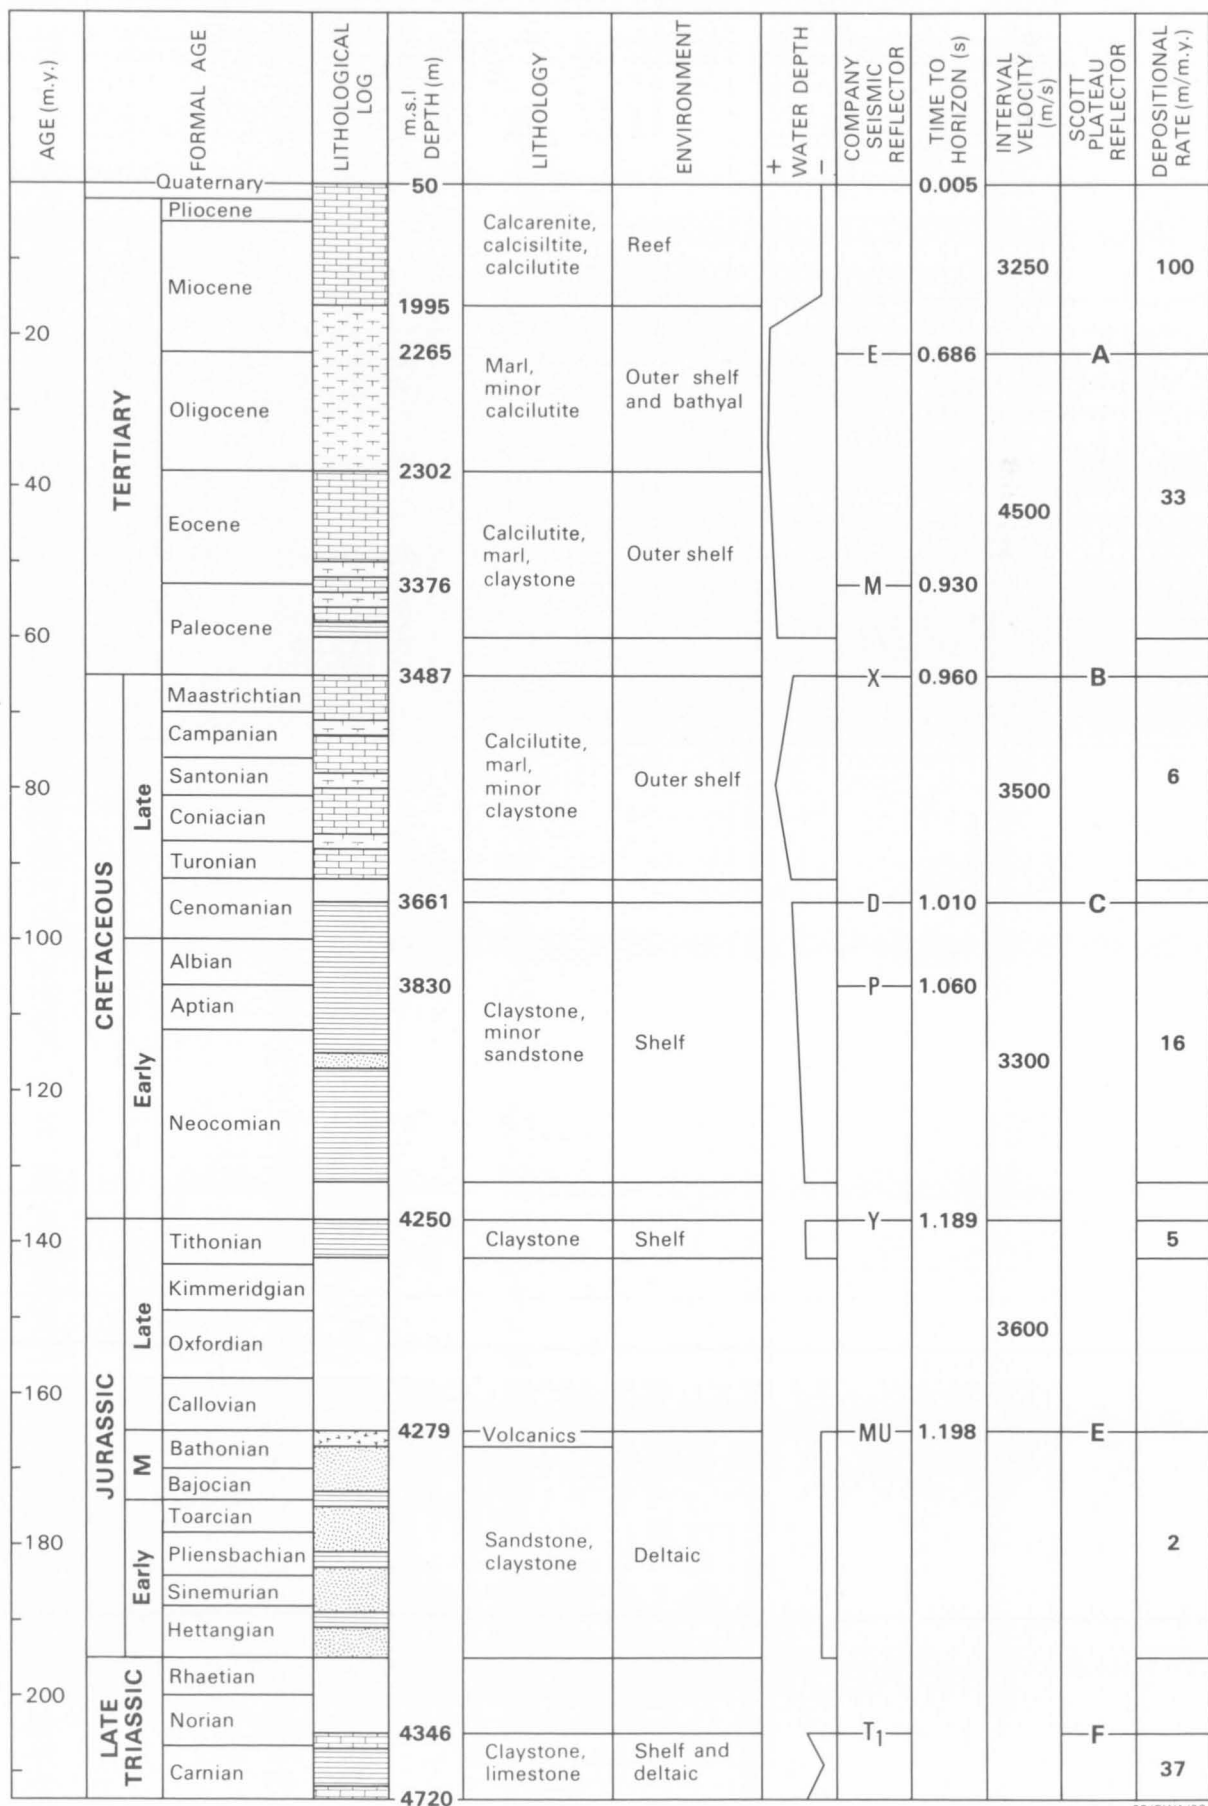 AGE (m.y.)
FORMAL AGE
LITHOLOGICAL
LOG
m.s.l
DEPTH (m)
LITHOLOGY
ENVIRONMENT
+ WATER DEPTH −
COMPANY
SEISMIC
REFLECTOR
TIME TO
HORIZON (s)
INTERVAL
VELOCITY
(m/s)
SCOTT
PLATEAU
REFLECTOR
DEPOSITIONAL
RATE (m/m.y.)
Quaternary
50
0.005
TERTIARY
Pliocene
Calcarenite,
calcisiltite,
calcilutite
Reef
3250
100
Miocene
1995
20
2265
E
0.686
A
Marl,
minor
calcilutite
Outer shelf
and bathyal
Oligocene
2302
40
4500
33
Eocene
Calcilutite,
marl,
claystone
Outer shelf
3376
M
0.930
Paleocene
60
3487
X
0.960
B
CRETACEOUS
Late
Maastrichtian
Campanian
Calcilutite,
marl,
minor
claystone
Outer shelf
Santonian
80
3500
6
Coniacian
Turonian
Cenomanian
3661
D
1.010
C
100
Early
Albian
3830
P
1.060
Aptian
Claystone,
minor
sandstone
Shelf
3300
16
120
Neocomian
4250
Y
1.189
JURASSIC
Late
140
Tithonian
Claystone
Shelf
5
Kimmeridgian
3600
Oxfordian
160
Callovian
4279
Volcanics
MU
1.198
E
M
Bathonian
Bajocian
Early
Toarcian
180
Pliensbachian
Sandstone,
claystone
Deltaic
2
Sinemurian
Hettangian
LATE
TRIASSIC
Rhaetian
200
Norian
4346
T1
F
Carnian
Claystone,
limestone
Shelf and
deltaic
37
4720